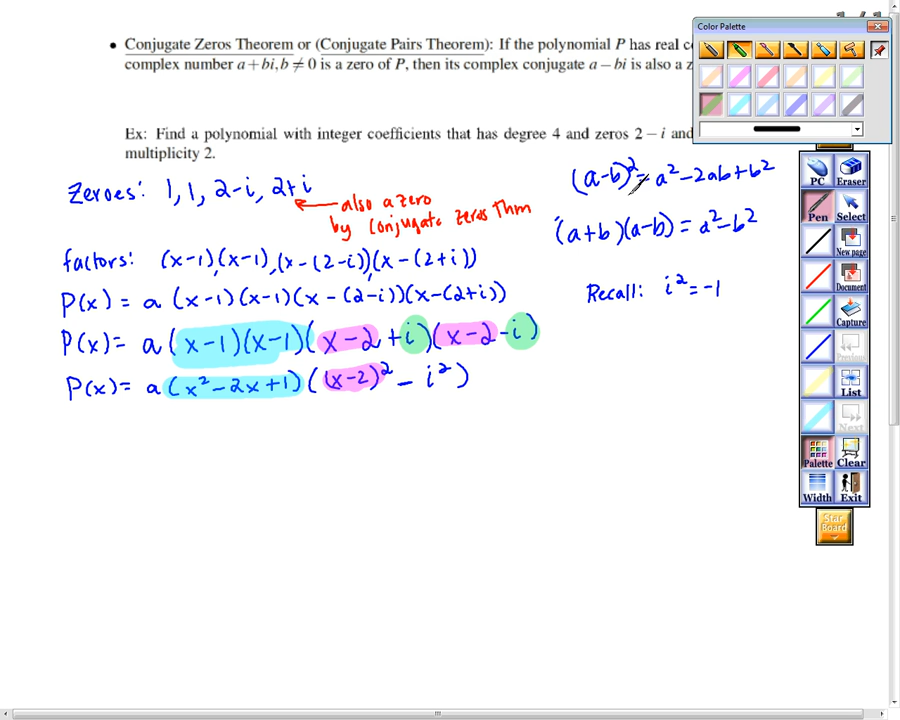 • Conjugate Zeros Theorem or (Conjugate Pairs Theorem): If the polynomial P has real c
complex number a + bi, b ≠ 0 is a zero of P, then its complex conjugate a − bi is also a z
Ex: Find a polynomial with integer coefficients that has degree 4 and zeros 2 − i and
multiplicity 2.
Zeroes: 1, 1, 2-i, 2+i
← also a zero
by Conjugate Zeros Thm
factors: (x-1), (x-1), (x-(2-i)), (x-(2+i))
P(x) = a (x-1)(x-1)(x-(2-i))(x-(2+i))
P(x) = a (x-1)(x-1)(x-2+i)(x-2-i)
P(x) = a (x²-2x+1)((x-2)² - i²)
(a-b)² = a² - 2ab + b²
(a+b)(a-b) = a² - b²
Recall: i² = -1
Color Palette
PC Eraser
Pen Select
New page
Document
Capture
Previous
List
Next
Palette Clear
Width Exit
Star Board